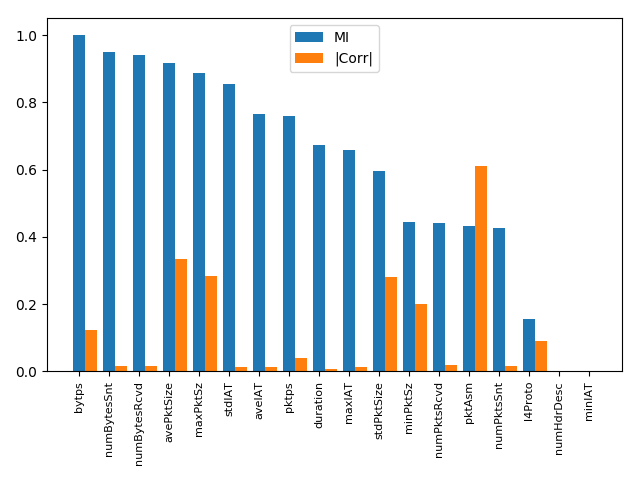 MI
|Corr|
1.0
0.8
0.6
0.4
0.2
0.0
bytps
numBytesSnt
numBytesRcvd
avePktSize
maxPktSz
stdIAT
aveIAT
pktps
duration
maxIAT
stdPktSize
minPktSz
numPktsRcvd
pktAsm
numPktsSnt
l4Proto
numHdrDesc
minIAT